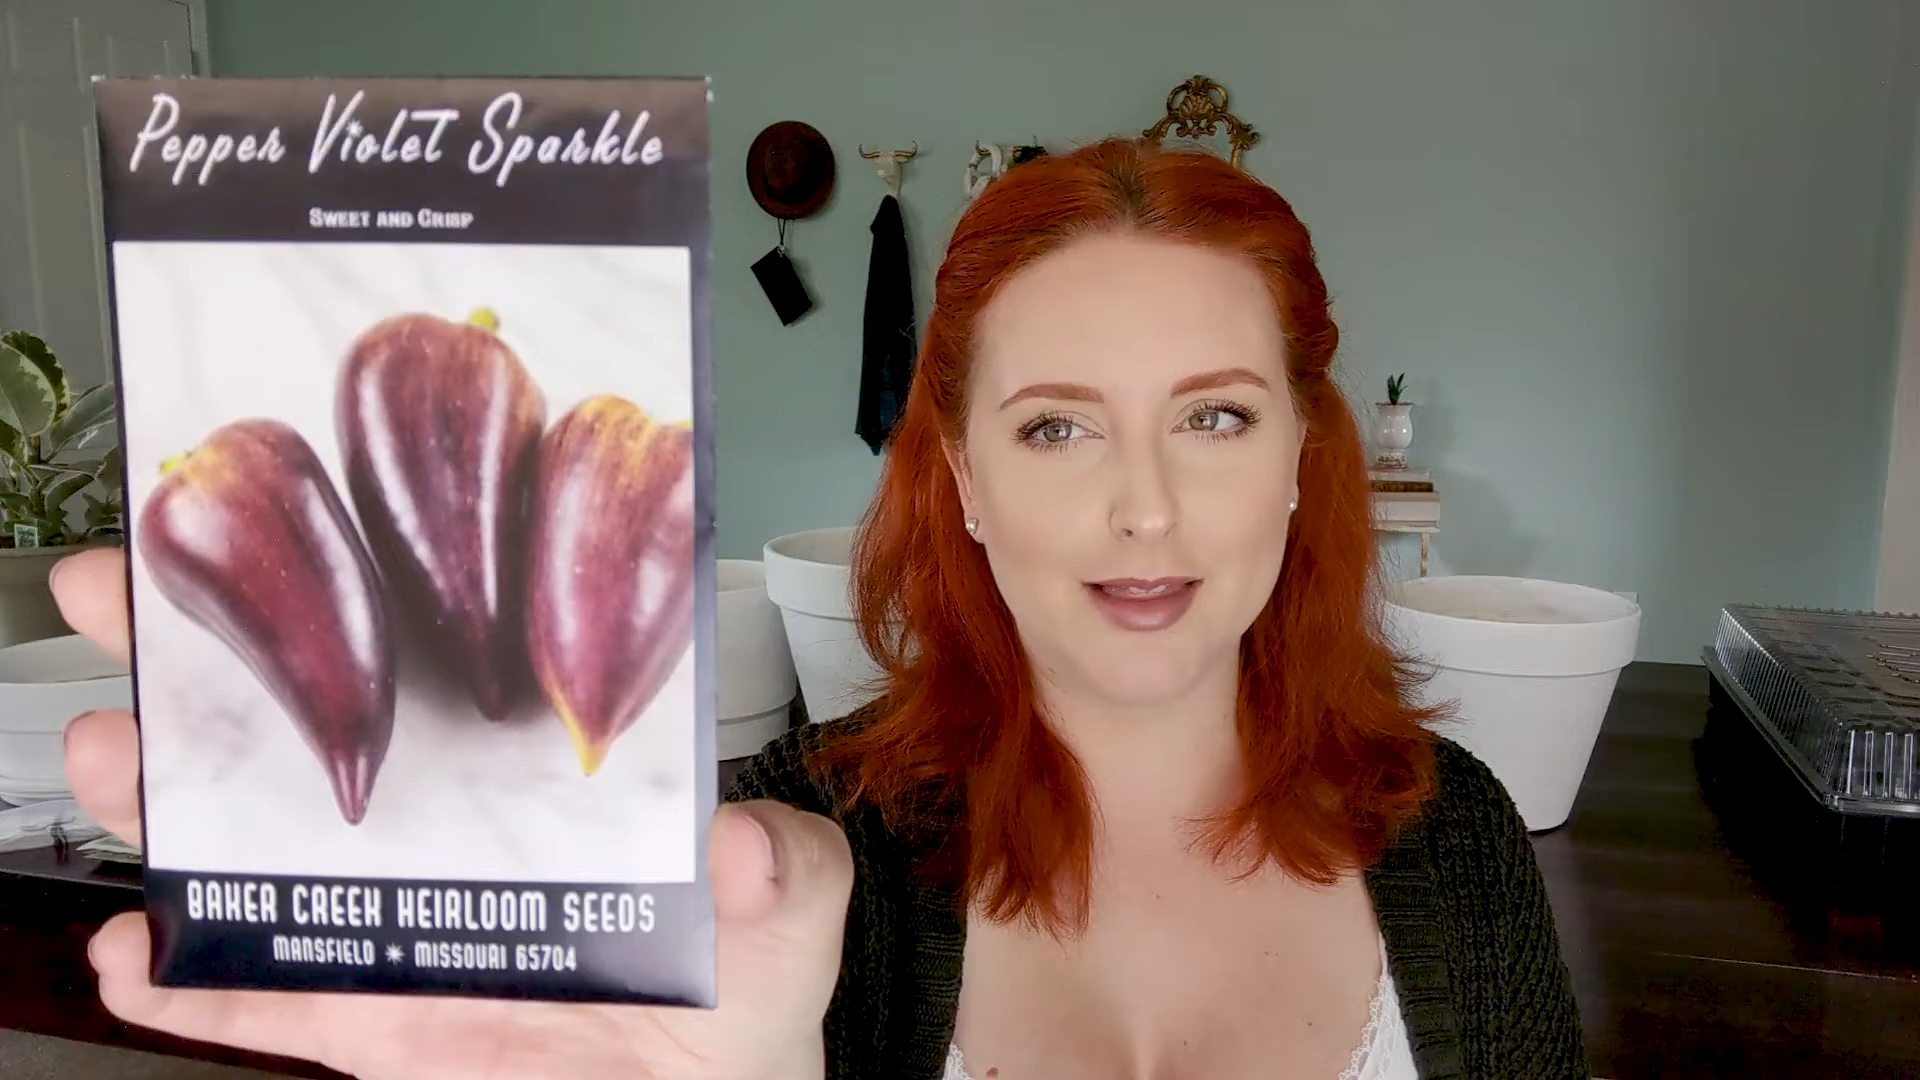 Pepper Violet Sparkle
Sweet and Crisp
BAKER CREEK HEIRLOOM SEEDS
MANSFIELD ✴ MISSOURI 65704